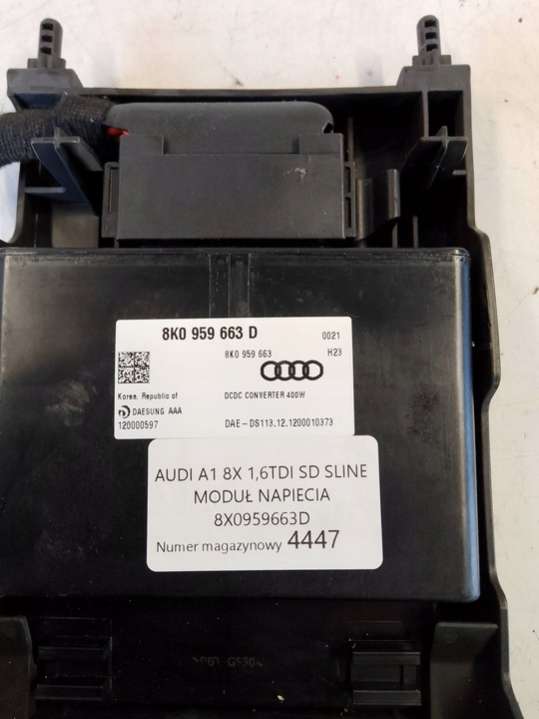 8K0 959 663 D
0021
8K0 959 663
H23
Korea, Republic of
DCDC CONVERTER 400W
DAESUNG AAA
120000597
DAE-DS113.12.1200010373
AUDI A1 8X 1,6TDI SD SLINE
MODUŁ NAPIECIA
8X0959663D
Numer magazynowy 4447